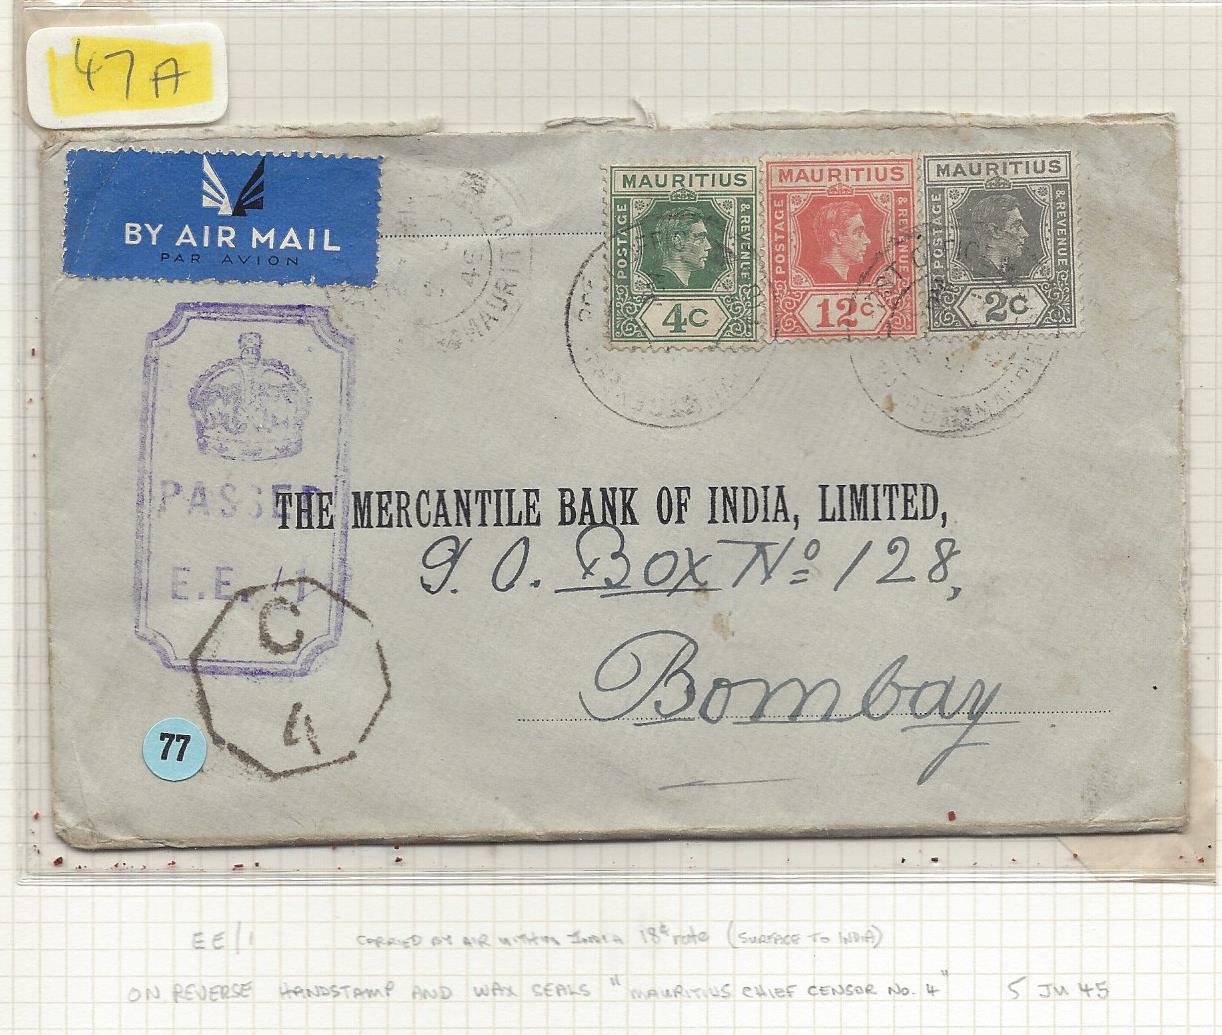 47A
BY AIR MAIL
PAR AVION
MAURITIUS
POSTAGE & REVENUE
4c
MAURITIUS
POSTAGE & REVENUE
12c
MAURITIUS
POSTAGE & REVENUE
2c
PASSED
E.E. /1
THE MERCANTILE BANK OF INDIA, LIMITED,
P. O. Box No 128,
Bombay
C
4
77
EE/1 CARRIED BY AIR WITHIN INDIA 18c rate (SURFACE TO INDIA)
ON REVERSE HANDSTAMP AND WAX SEALS "MAURITIUS CHIEF CENSOR No. 4" 5 JU 45